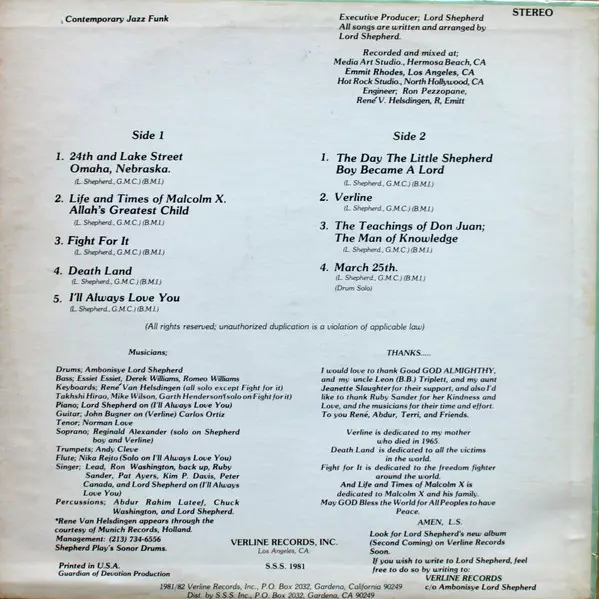 Contemporary Jazz Funk
STEREO
Executive Producer; Lord Shepherd
All songs are written and arranged by
Lord Shepherd.
Recorded and mixed at;
Media Art Studio., Hermosa Beach, CA
Emmit Rhodes, Los Angeles, CA
Hot Rock Studio., North Hollywood, CA
Engineer; Ron Pezzopane,
René V. Helsdingen, R, Emitt
Side 1
1. 24th and Lake Street
Omaha, Nebraska.
(L. Shepherd., G.M.C.) (B.M.I.)
2. Life and Times of Malcolm X.
Allah's Greatest Child
(L. Shepherd., G.M.C.) (B.M.I.)
3. Fight For It
(L. Shepherd., G.M.C.) (B.M.I.)
4. Death Land
(L. Shepherd., G.M.C.) (B.M.I.)
5. I'll Always Love You
(L. Shepherd., G.M.C.) (B.M.I.)
Side 2
1. The Day The Little Shepherd
Boy Became A Lord
(L. Shepherd., G.M.C.) (B.M.I.)
2. Verline
(L. Shepherd., G.M.C.) (B.M.I.)
3. The Teachings of Don Juan;
The Man of Knowledge
(L. Shepherd., G.M.C.) (B.M.I.)
4. March 25th.
(L. Shepherd., G.M.C.) (B.M.I.)
(Drum Solo)
(All rights reserved; unauthorized duplication is a violation of applicable law)
Musicians;
Drums; Ambonisye Lord Shepherd
Bass; Essiet Essiet, Derek Williams, Romeo Williams
Keyboards; René Van Helsdingen (all solo except Fight for it)
Takhshi Hirao, Mike Wilson, Garth Henderson (solo on Fight for it)
Piano; Lord Shepherd on (I'll Always Love You)
Guitar; John Bugner on (Verline) Carlos Ortiz
Tenor; Norman Love
Soprano; Reginald Alexander (solo on Shepherd
boy and Verline)
Trumpets; Andy Cleve
Flute; Nika Rejto (Solo on I'll Always Love You)
Singer; Lead, Ron Washington, back up, Ruby
Sander, Pat Ayers, Kim P. Davis, Peter
Canada, and Lord Shepherd on (I'll Always
Love You)
Percussions; Abdur Rahim Lateef, Chuck
Washington, and Lord Shepherd.
*Rene Van Helsdingen appears through the
courtesy of Munich Records, Holland.
Management: (213) 734-6556
Shepherd Play's Sonor Drums.
Printed in U.S.A.
Guardian of Devotion Production
THANKS.....
I would love to thank Good GOD ALMIGHTHY,
and my uncle Leon (B.B.) Triplett, and my aunt
Jeanette Slaughter for their support, and also I'd
like to thank Ruby Sander for her Kindness and
Love, and the musicians for their time and effort.
To you René, Abdur, Terri, and Friends.
Verline is dedicated to my mother
who died in 1965.
Death Land is dedicated to all the victims
in the world.
Fight for It is dedicated to the freedom fighter
around the world.
And Life and Times of Malcolm X is
dedicated to Malcolm X and his family.
May GOD Bless the World for All Peoples to have
Peace.
AMEN, L.S.
Look for Lord Shepherd's new album
(Second Coming) on Verline Records
Soon.
If you wish to write to Lord Shepherd, feel
free to do so by writing to:
VERLINE RECORDS
c/o Ambonisye Lord Shepherd
VERLINE RECORDS, INC.
Los Angeles, CA
S.S.S. 1981
1981/82 Verline Records, Inc., P.O. Box 2032, Gardena, California 90249
Dist. by S.S.S. Inc., P.O. Box 2032, Gardena, CA 90249